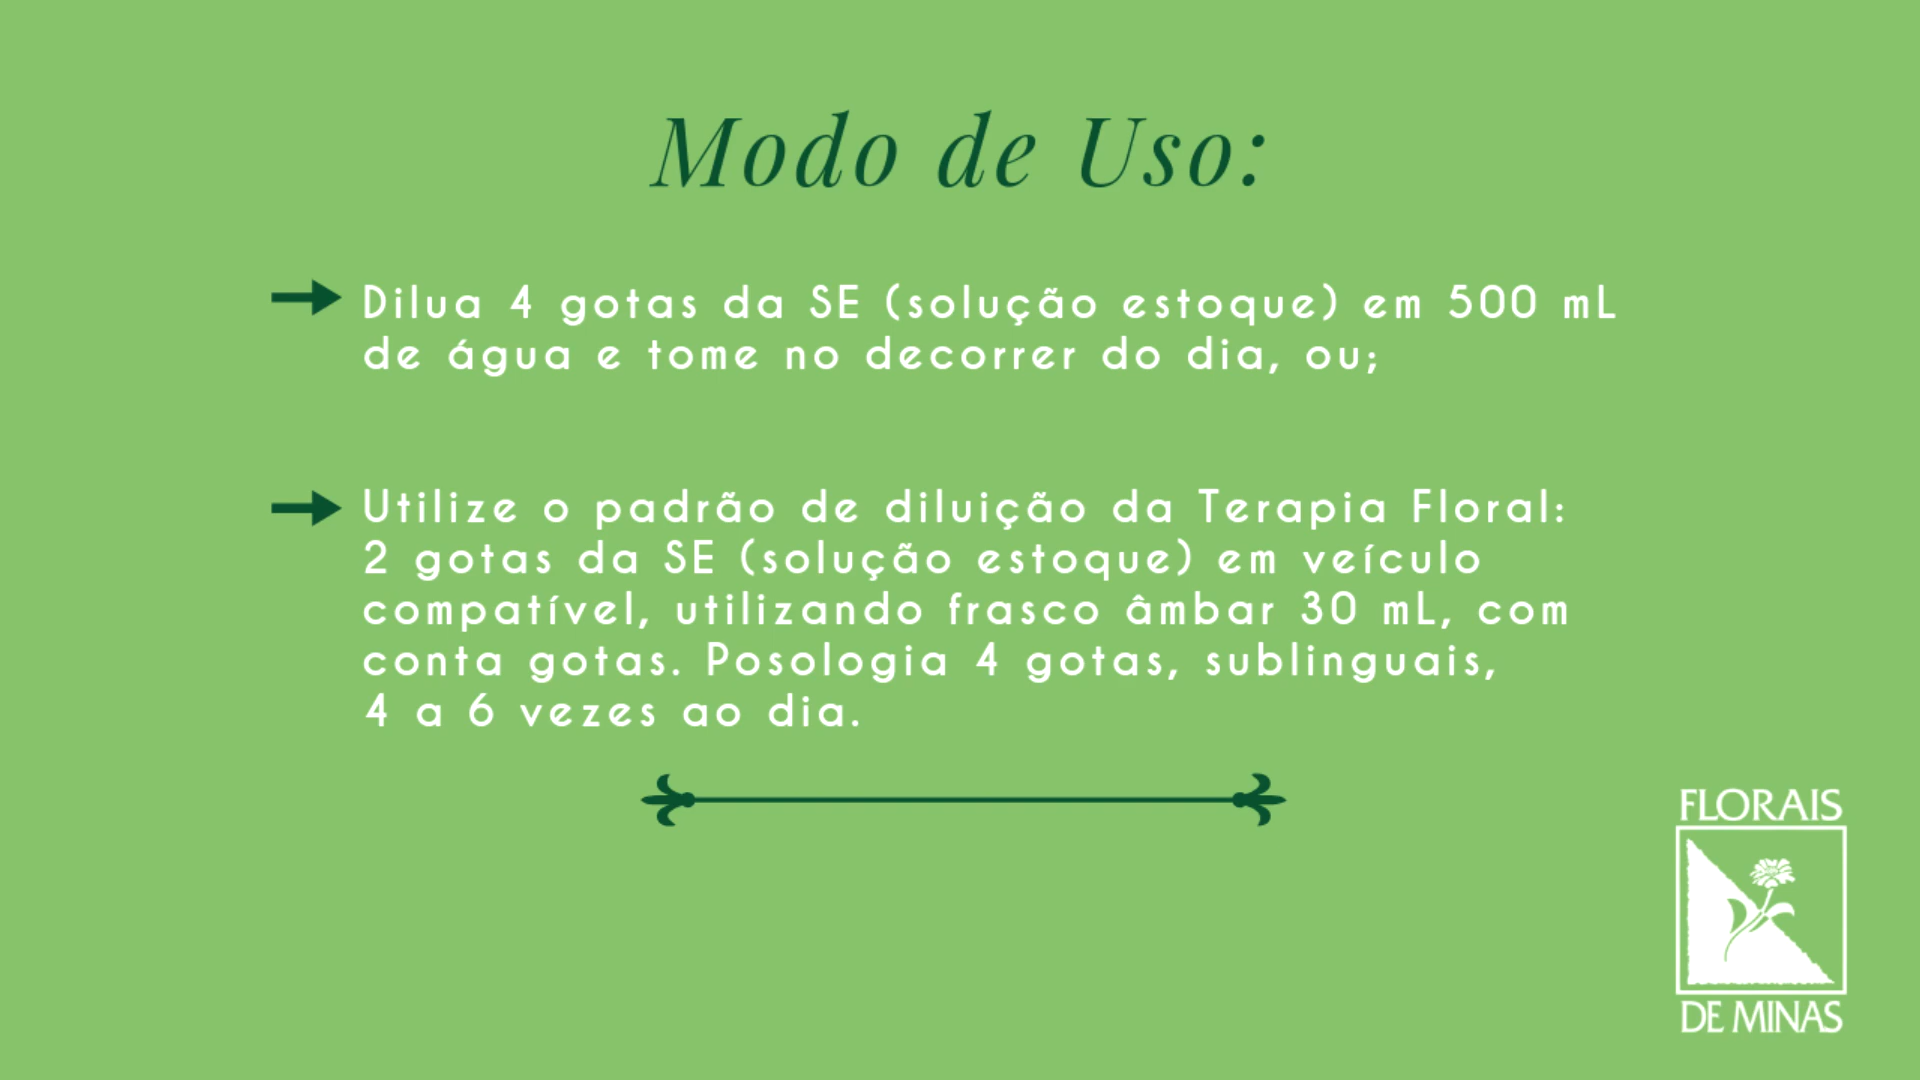 Modo de Uso:
Dilua 4 gotas da SE (solução estoque) em 500 mL
de água e tome no decorrer do dia, ou;
Utilize o padrão de diluição da Terapia Floral:
2 gotas da SE (solução estoque) em veículo
compatível, utilizando frasco âmbar 30 mL, com
conta gotas. Posologia 4 gotas, sublinguais,
4 a 6 vezes ao dia.
FLORAIS
DE MINAS